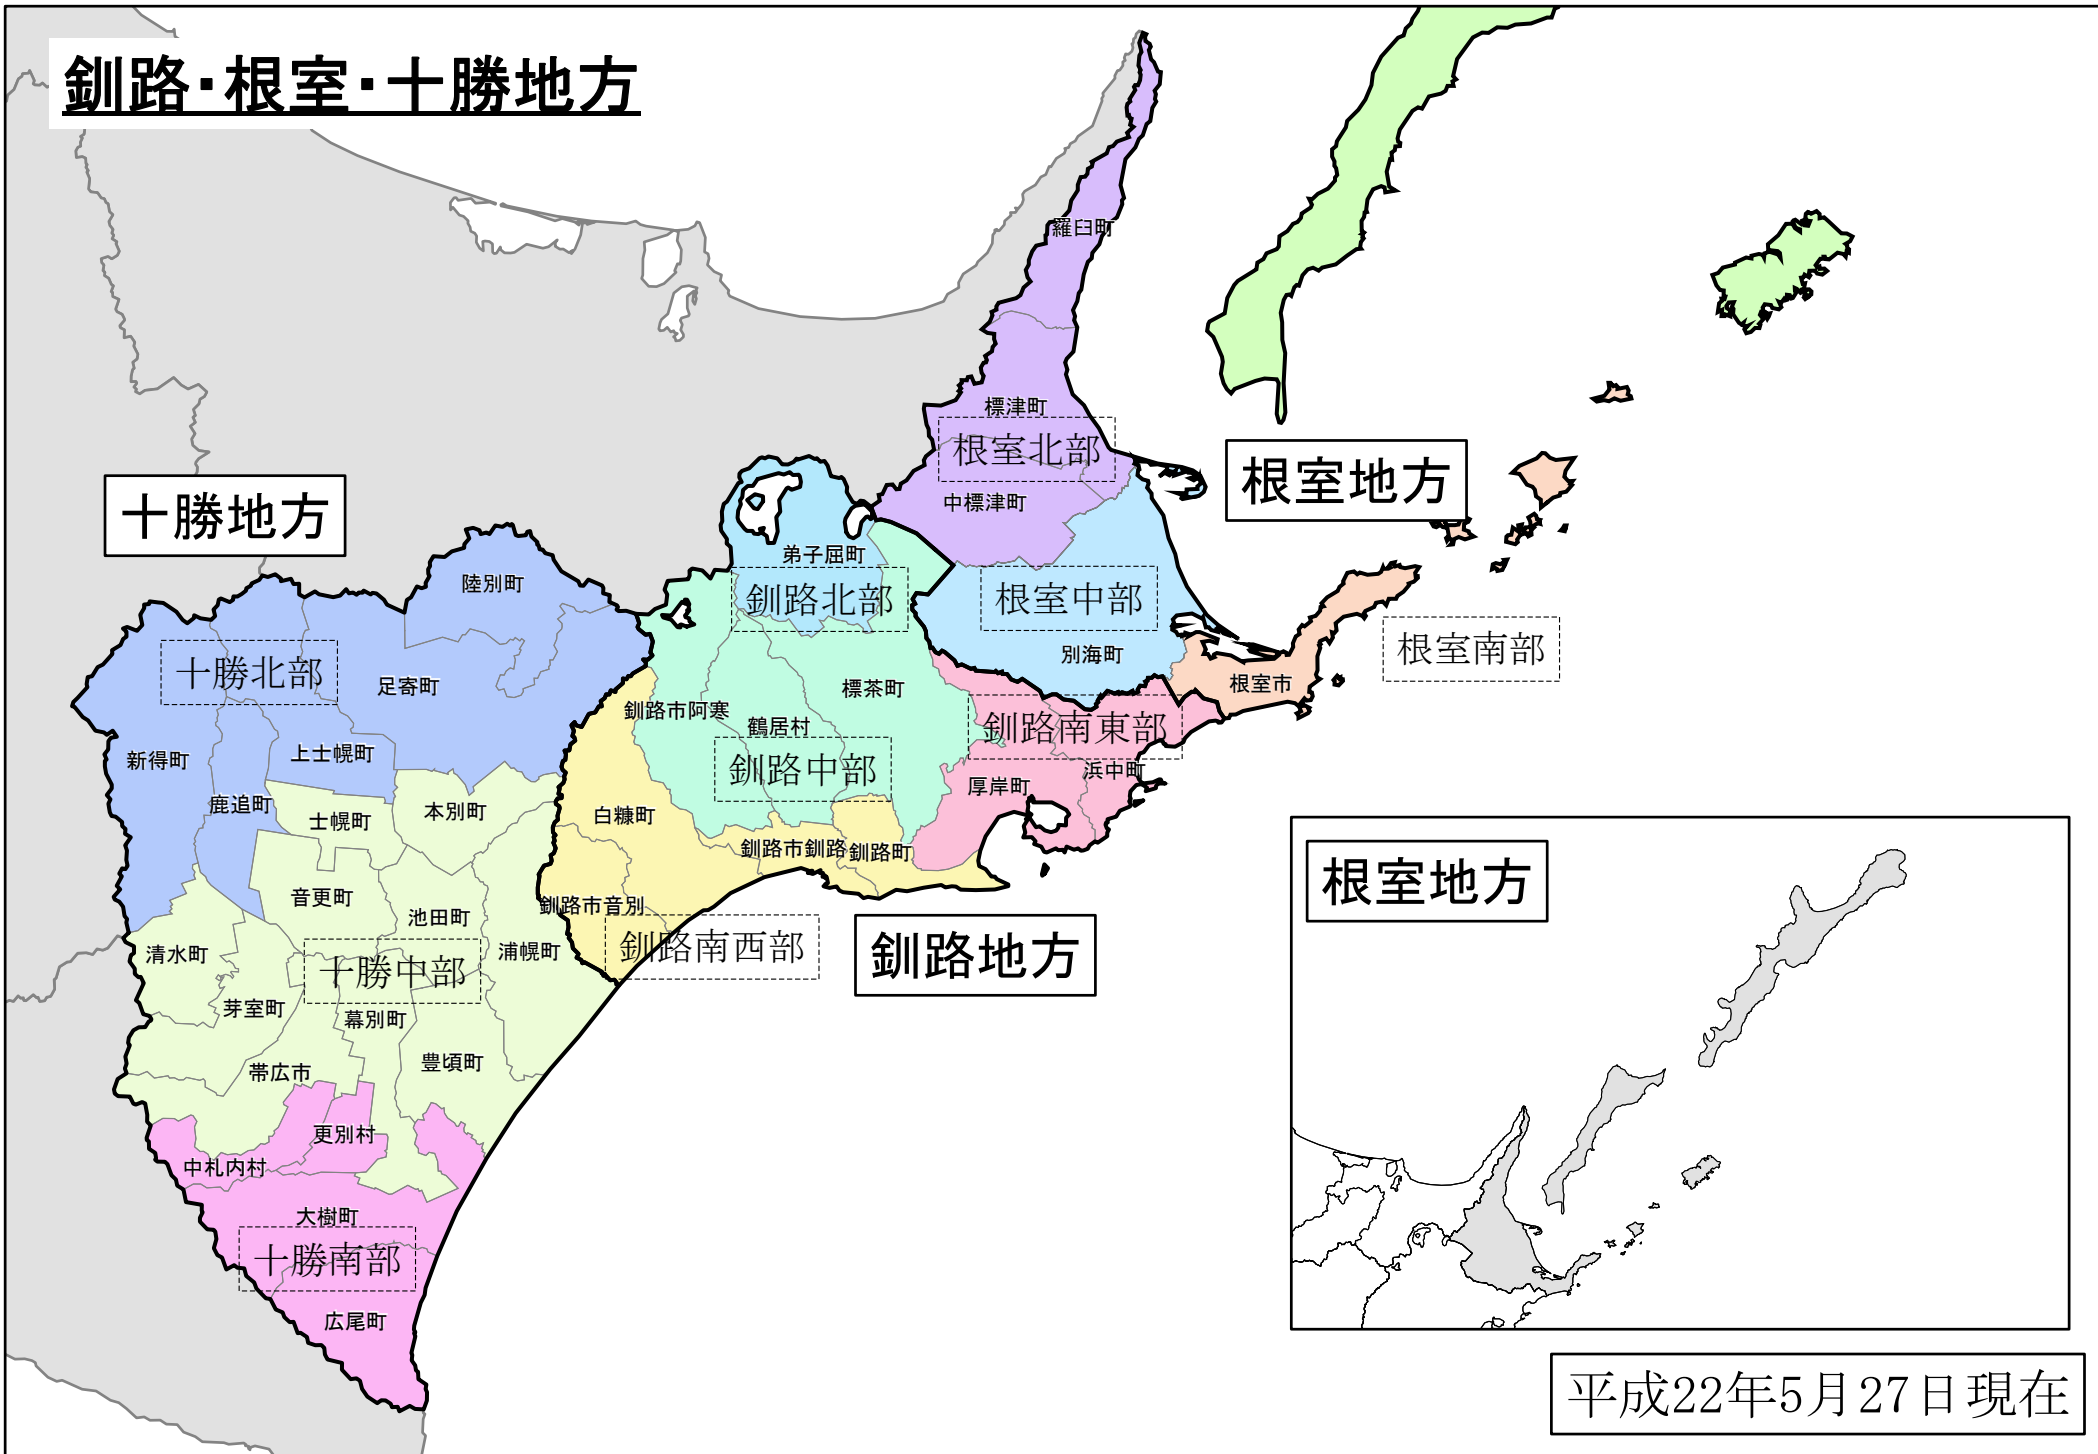 釧路・根室・十勝地方
羅臼町
標津町
根室北部
中標津町
根室地方
十勝地方
弟子屈町
釧路北部
陸別町
根室中部
別海町
根室南部
根室市
十勝北部
足寄町
標茶町
釧路市阿寒
鶴居村
釧路南東部
新得町
上士幌町
釧路中部
浜中町
厚岸町
鹿追町
士幌町
本別町
白糠町
釧路市釧路
釧路町
音更町
池田町
釧路市音別
清水町
浦幌町
釧路南西部
釧路地方
十勝中部
芽室町
幕別町
帯広市
豊頃町
更別村
中札内村
大樹町
十勝南部
広尾町
根室地方
平成22年5月27日現在